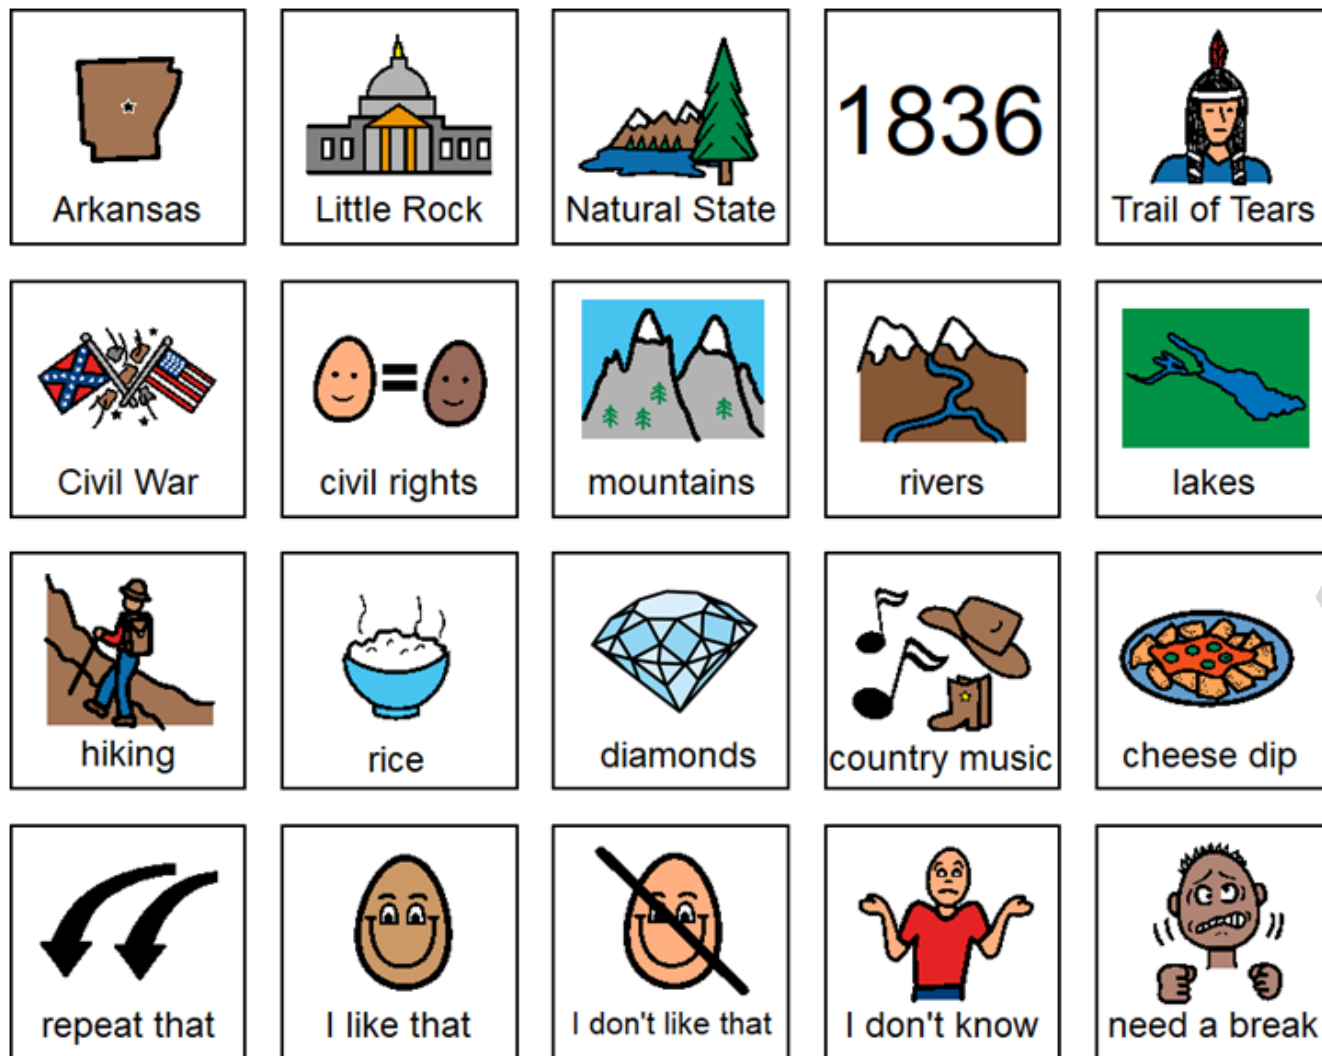 Arkansas
Little Rock
Natural State
1836
Trail of Tears
Civil War
civil rights
mountains
rivers
lakes
hiking
rice
diamonds
country music
cheese dip
repeat that
I like that
I don't like that
I don't know
need a break